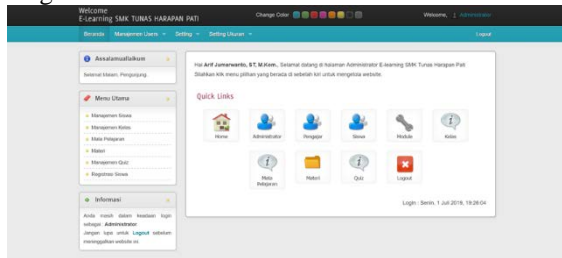 Welcome
E-Learning SMK TUNAS HARAPAN PATI
Change Color
Welcome, Administrator
Beranda Manajemen Users Setting Setting Ukuran Logout
Assalamuallaikum
Selamat Malam, Pengunjung
Menu Utama
Manajemen Siswa
Manajemen Kelas
Mata Pelajaran
Materi
Manajemen Quiz
Registrasi Siswa
Informasi
Anda masih dalam keadaan login
sebagai Administrator
Jangan lupa untuk Logout sebelum
meninggalkan website ini
Hai Arif Jumarwanto, ST, M.Kom., Selamat datang di halaman Administrator E-learning SMK Tunas Harapan Pati
Silahkan klik menu pilihan yang berada di sebelah kiri untuk mengelola website.
Quick Links
Home Administrator Pengajar Siswa Module Kelas
Mata
Pelajaran Materi Quiz Logout
Login : Senin, 1 Juli 2016, 19:26:04